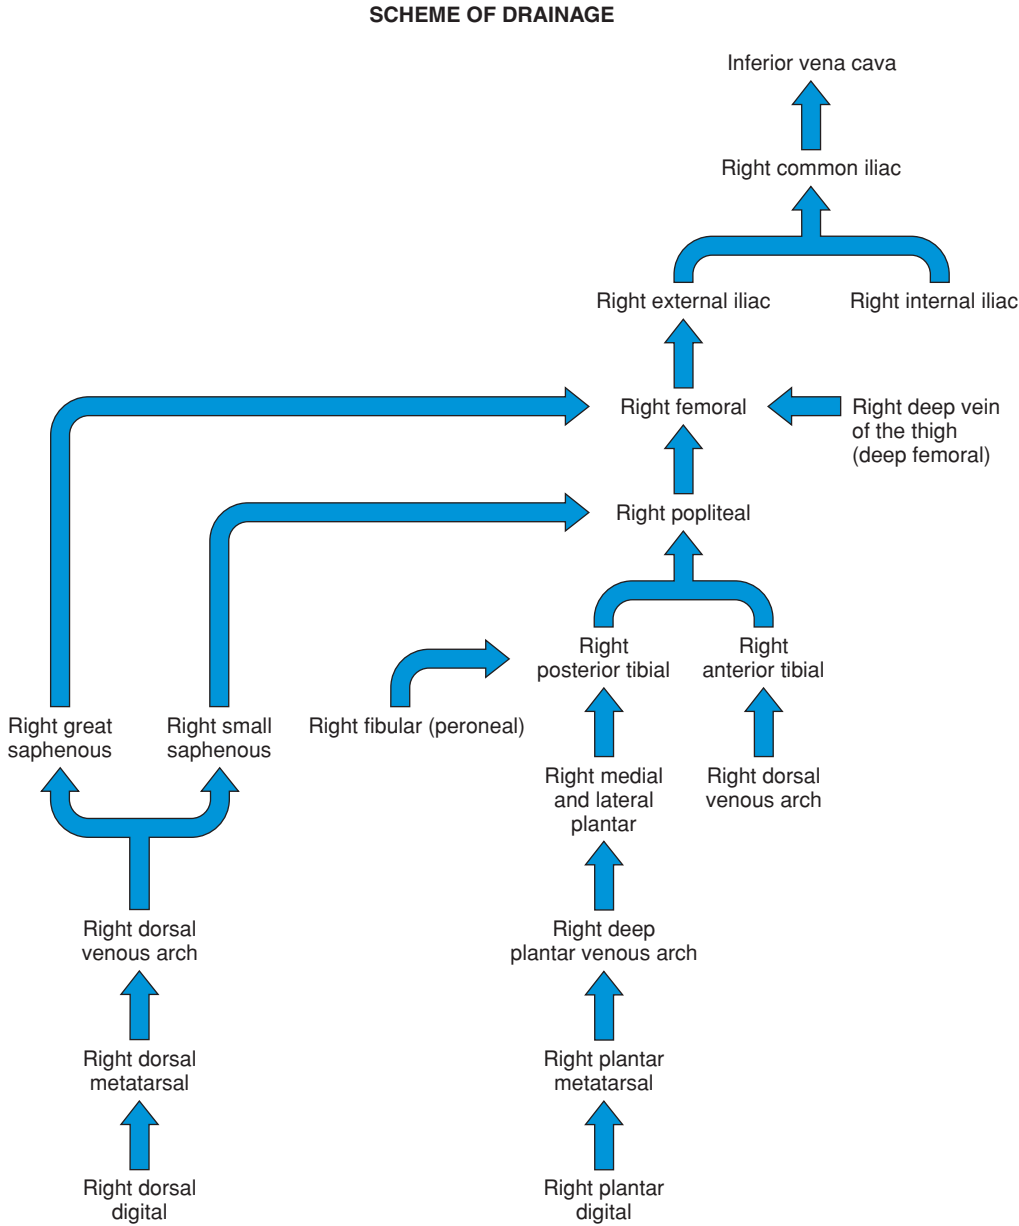 SCHEME OF DRAINAGE
Inferior vena cava
Right common iliac
Right external iliac
Right internal iliac
Right femoral
Right deep vein
of the thigh
(deep femoral)
Right popliteal
Right
posterior tibial
Right
anterior tibial
Right great
saphenous
Right small
saphenous
Right fibular (peroneal)
Right medial
and lateral
plantar
Right dorsal
venous arch
Right dorsal
venous arch
Right deep
plantar venous arch
Right dorsal
metatarsal
Right plantar
metatarsal
Right dorsal
digital
Right plantar
digital